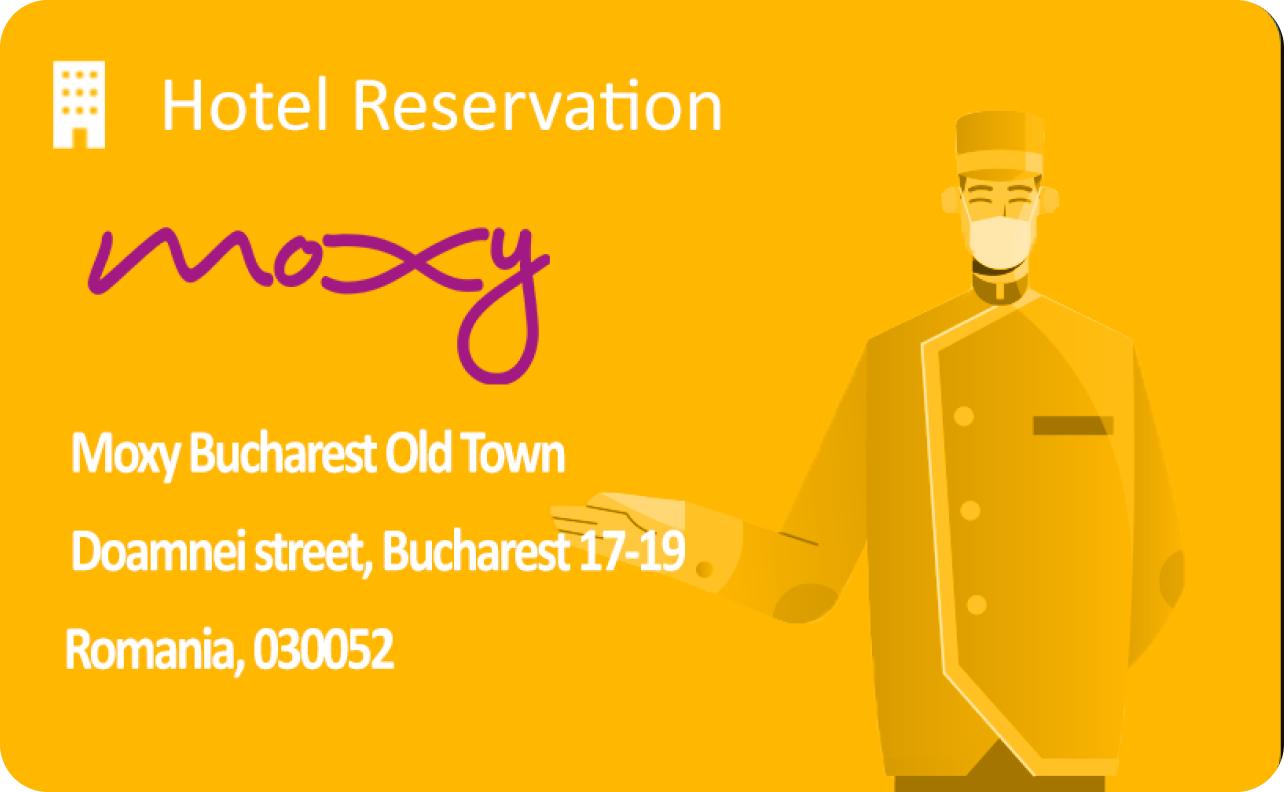 Hotel Reservation
moxy
Moxy Bucharest Old Town
Doamnei street, Bucharest 17-19
Romania, 030052